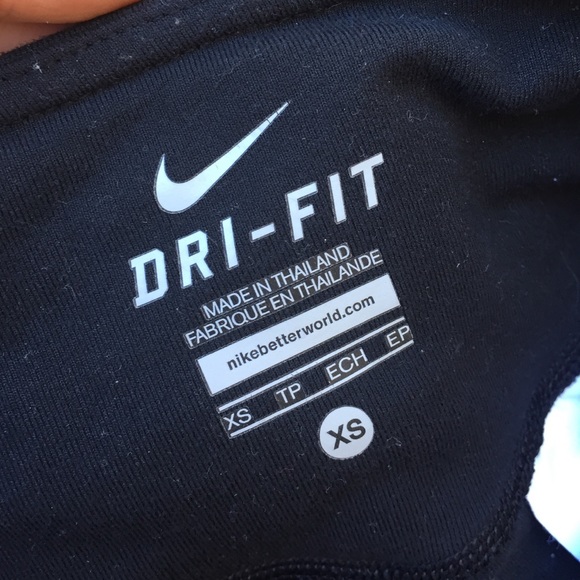 DRI-FIT
MADE IN THAILAND
FABRIQUE EN THAILANDE
nikebetterworld.com
XS TP ECH EP
XS